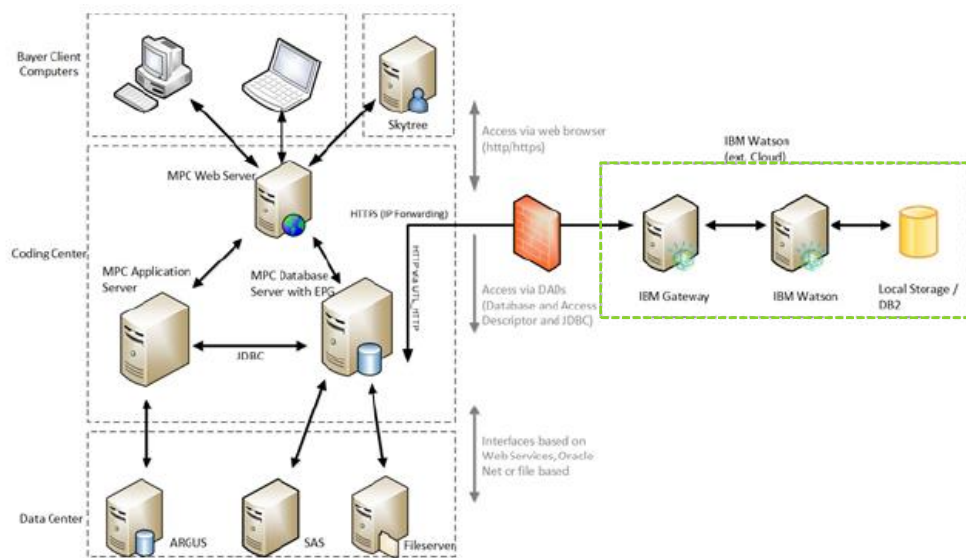 Bayer Client
Computers
Skytree
Access via web browser
(http/https)
IBM Watson
(ext. Cloud)
MPC Web Server
HTTPS (IP Forwarding)
Coding Center
MPC Application
Server
MPC Database
Server with EPG
HTTP via UTL_HTTP
Access via DADs
(Database and Access
Descriptor and JDBC)
IBM Gateway
IBM Watson
Local Storage /
DB2
JDBC
Interfaces based on
Web Services, Oracle
Net or file based
Data Center
ARGUS
SAS
Fileserver